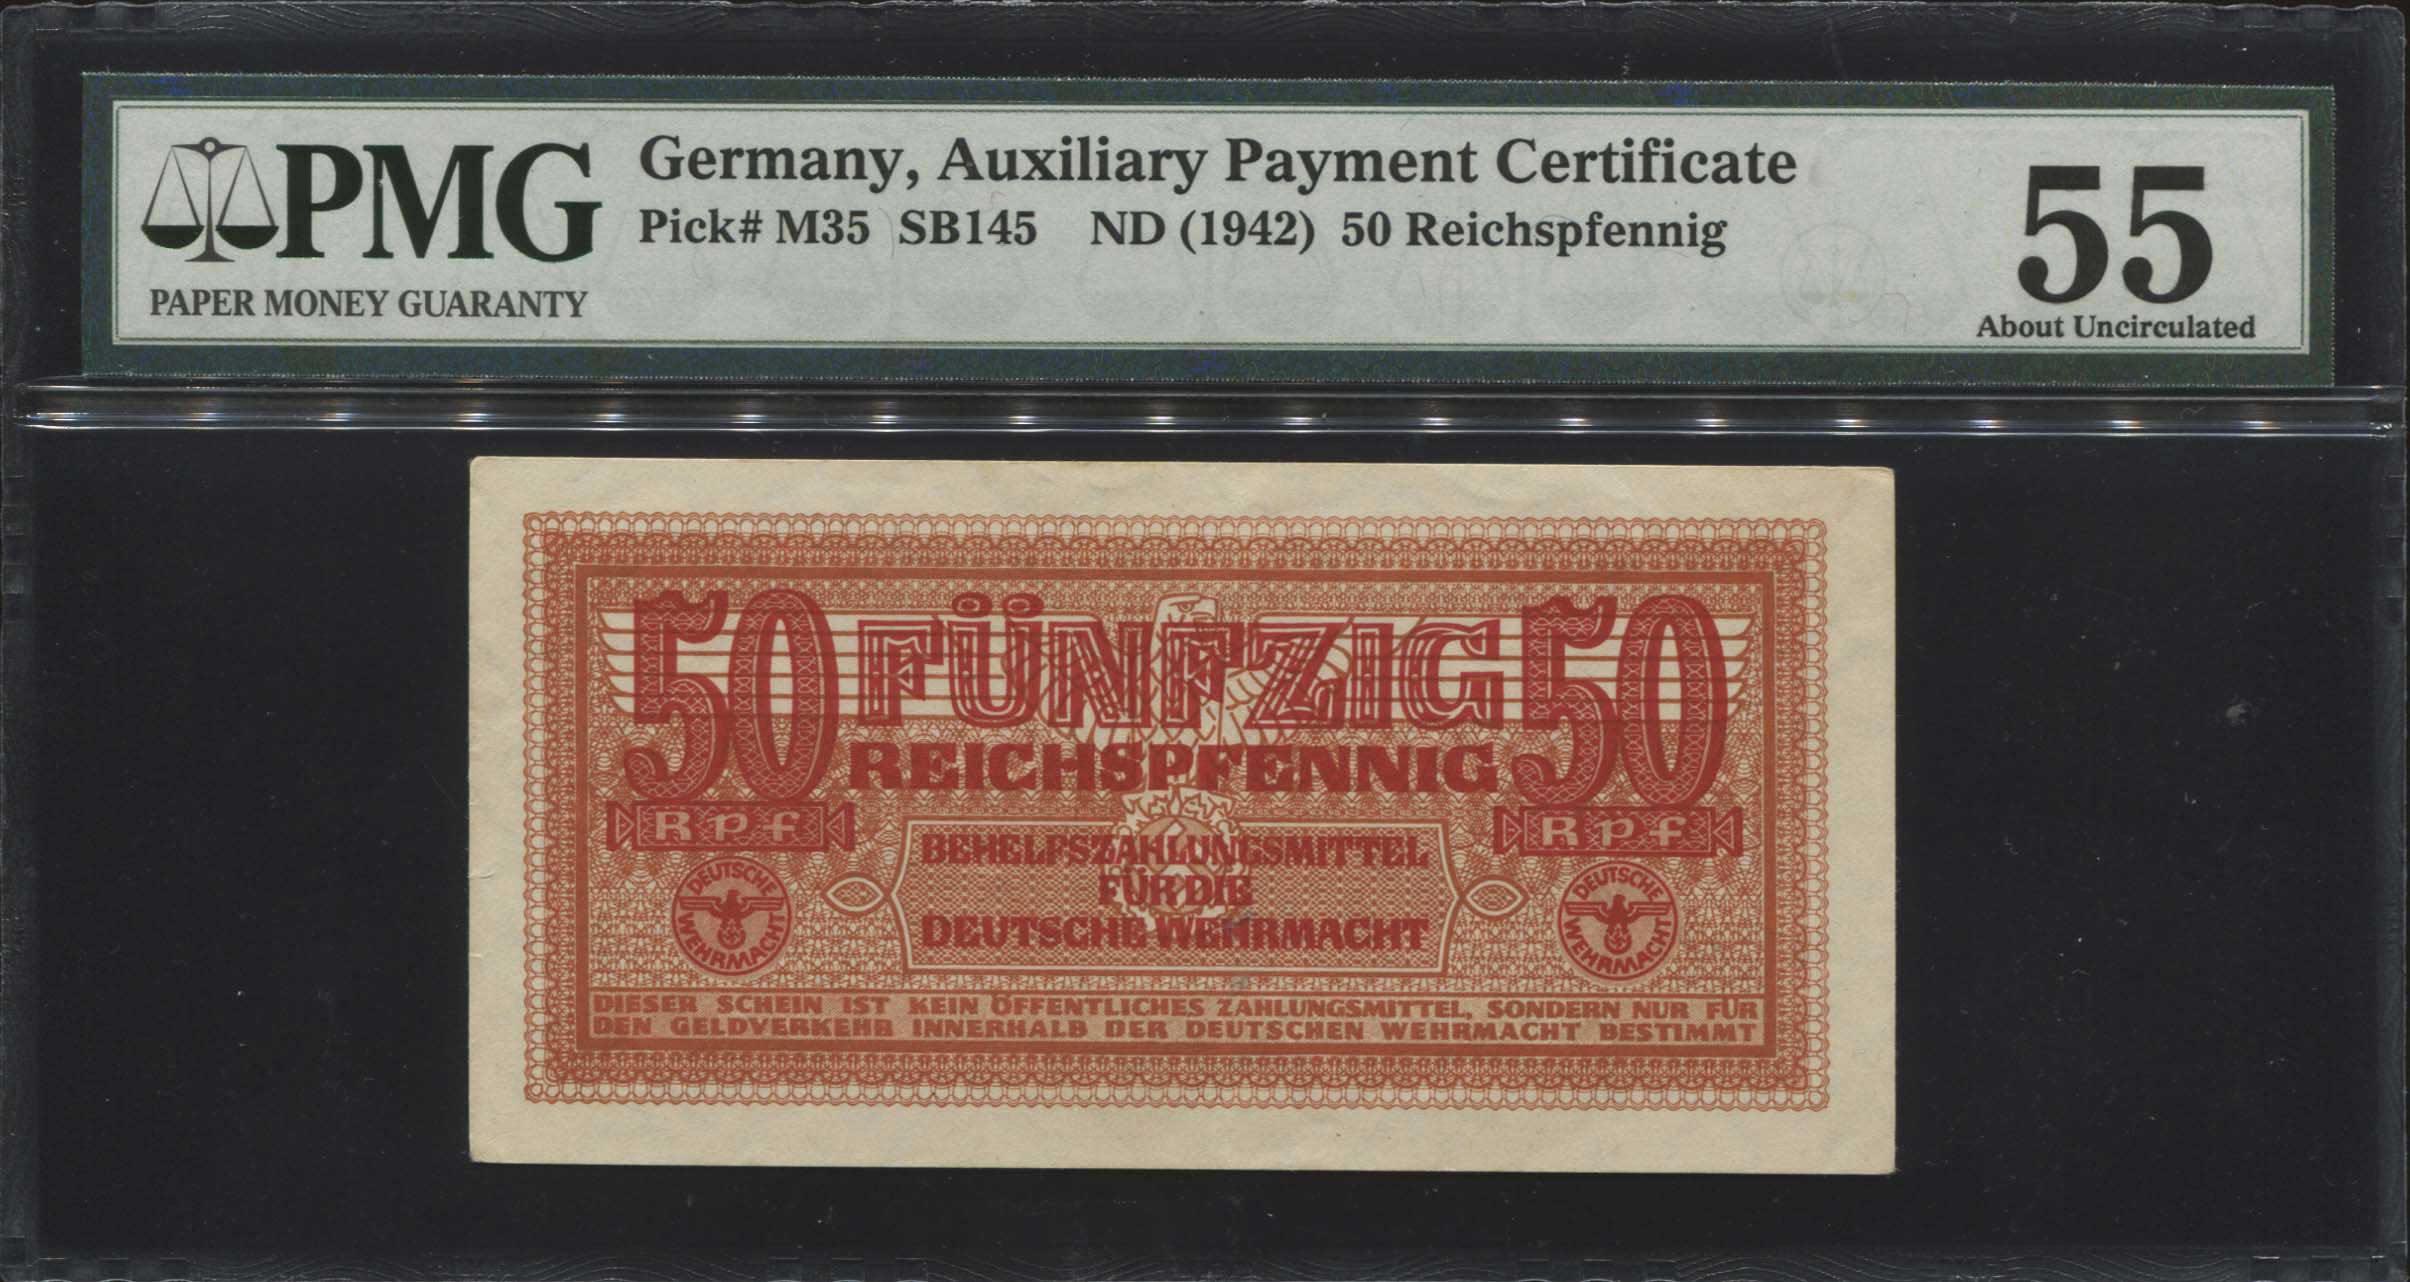 PMG
PAPER MONEY GUARANTY
Germany, Auxiliary Payment Certificate
Pick# M35 SB145 ND (1942) 50 Reichspfennig
55
About Uncirculated
50 FÜNFZIG 50
REICHSPFENNIG
Rpf Rpf
BEHELFSZAHLUNGSMITTEL
FÜR DIE
DEUTSCHE WEHRMACHT
DEUTSCHE WEHRMACHT
DEUTSCHE WEHRMACHT
DIESER SCHEIN IST KEIN ÖFFENTLICHES ZAHLUNGSMITTEL, SONDERN NUR FÜR
DEN GELDVERKEHR INNERHALB DER DEUTSCHEN WEHRMACHT BESTIMMT